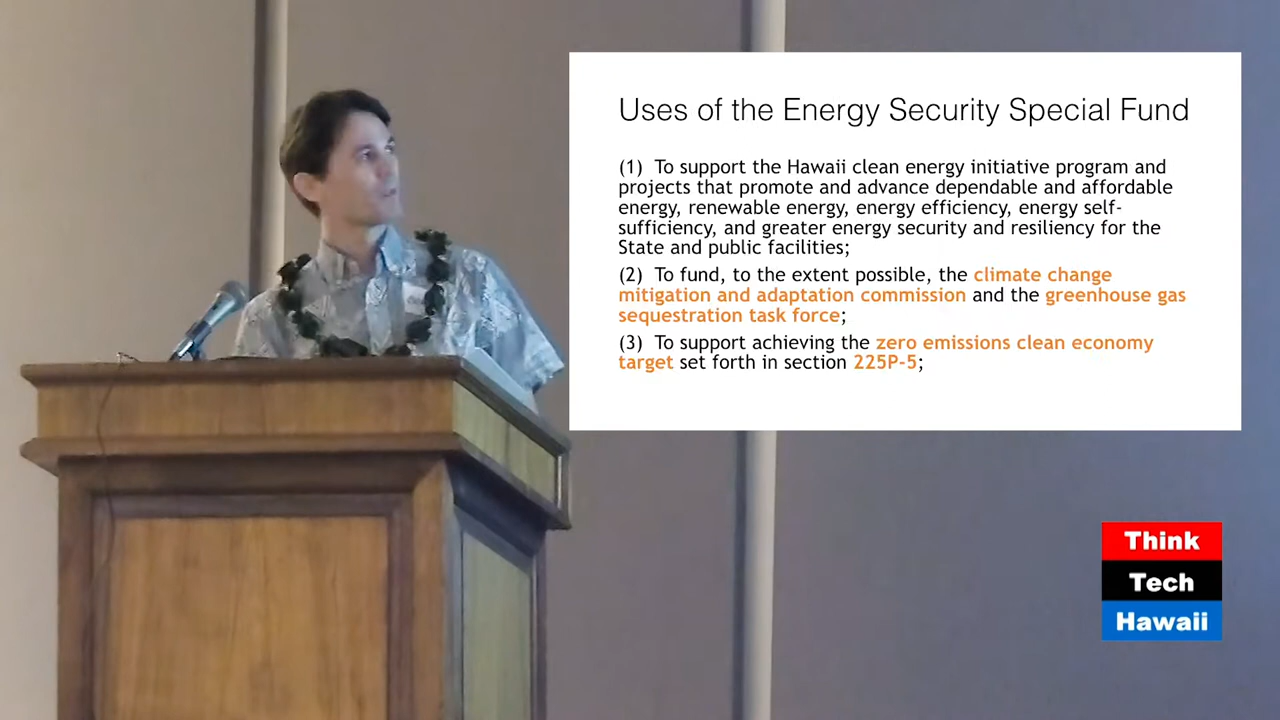 Uses of the Energy Security Special Fund
(1) To support the Hawaii clean energy initiative program and
projects that promote and advance dependable and affordable
energy, renewable energy, energy efficiency, energy self-
sufficiency, and greater energy security and resiliency for the
State and public facilities;
(2) To fund, to the extent possible, the climate change
mitigation and adaptation commission and the greenhouse gas
sequestration task force;
(3) To support achieving the zero emissions clean economy
target set forth in section 225P-5;
Think
Tech
Hawaii